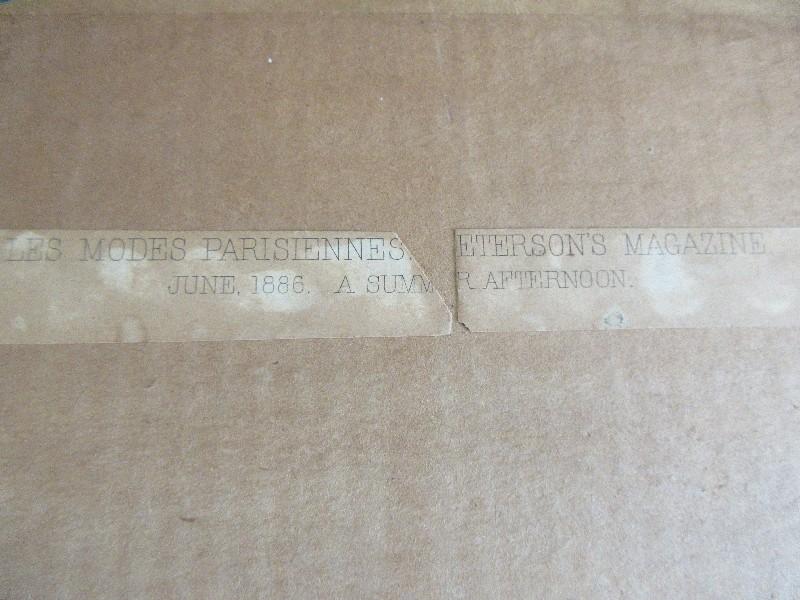 LES MODES PARISIENNES ETERSON'S MAGAZINE
JUNE, 1886. A SUMM R AFTERNOON.